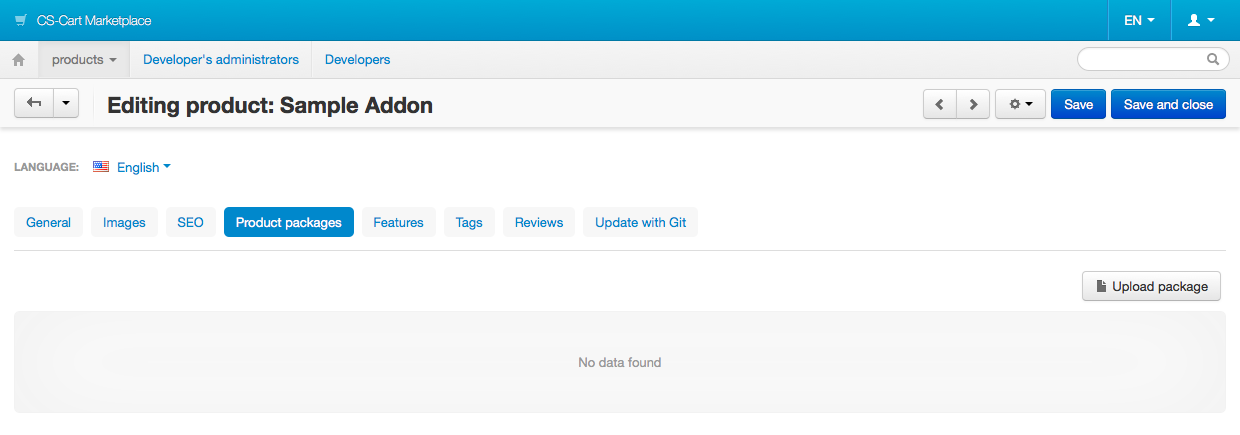 CS-Cart Marketplace EN
products Developer's administrators Developers
Editing product: Sample Addon Save Save and close
LANGUAGE: English
General Images SEO Product packages Features Tags Reviews Update with Git
Upload package
No data found